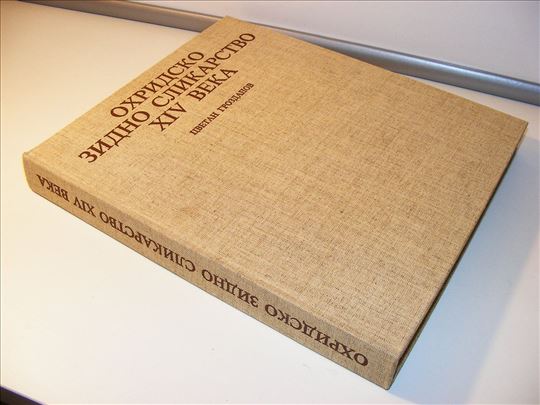 ОХРИДСКО
ЗИДНО СЛИКАРСТВО
XIV ВЕКА
ЦВЕТАН ГРОЗДАНОВ
ОХРИДСКО ЗИДНО СЛИКАРСТВО XIV ВЕКА